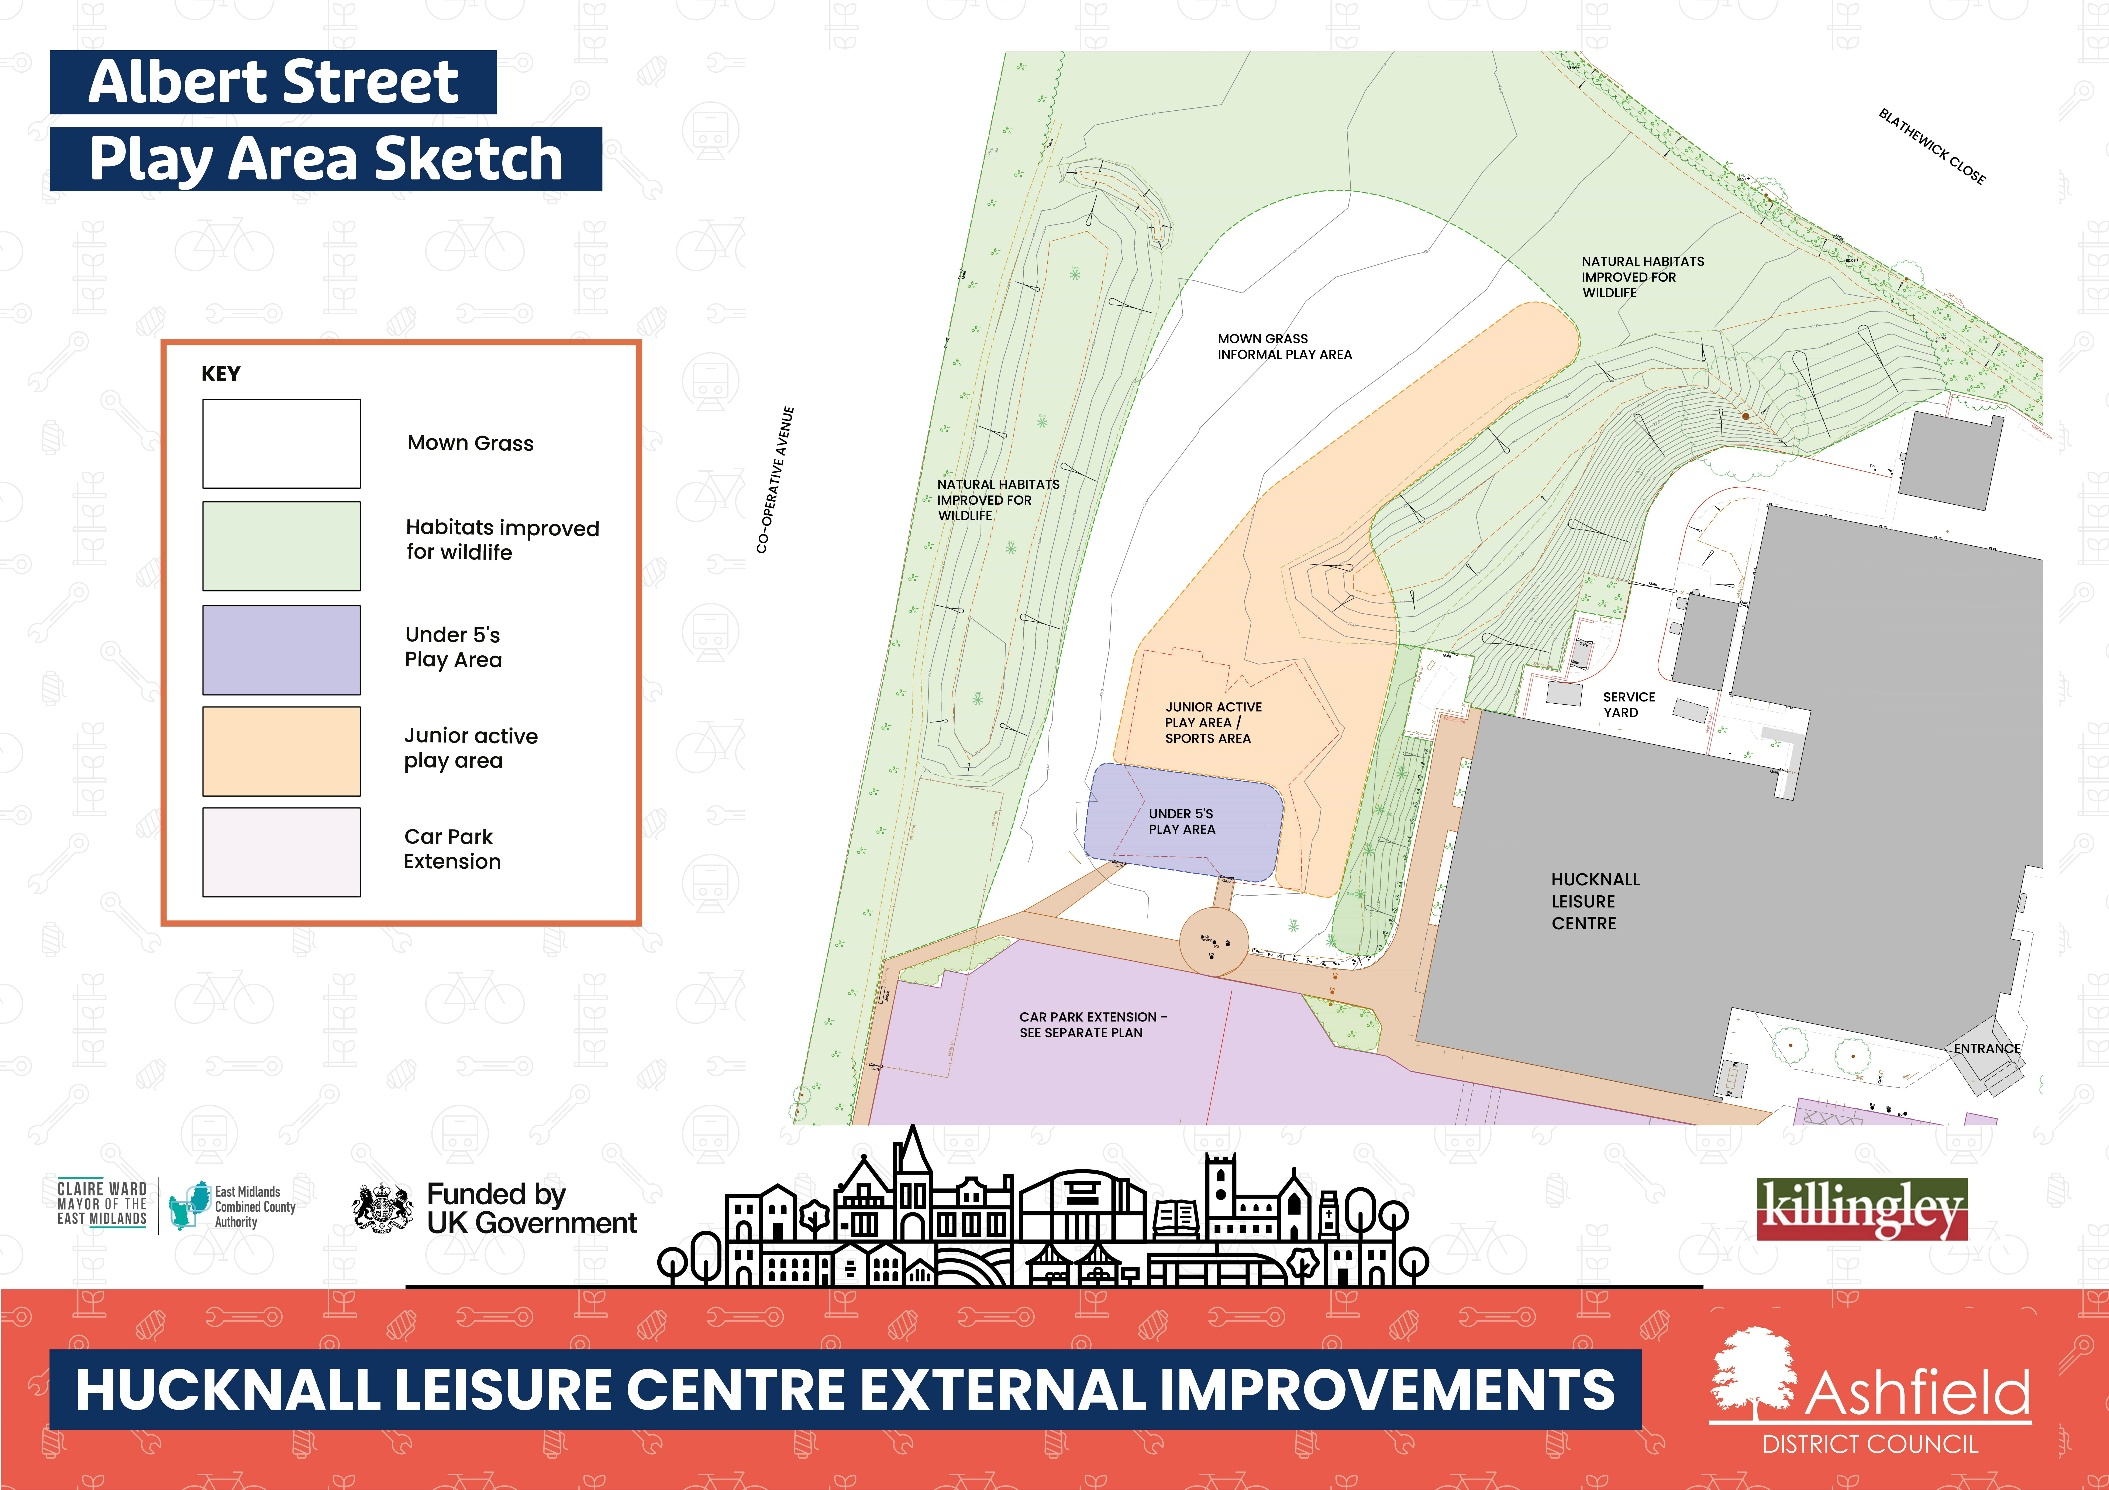 Albert Street
Play Area Sketch
KEY
Mown Grass
Habitats improved
for wildlife
Under 5's
Play Area
Junior active
play area
Car Park
Extension
BLATHEWICK CLOSE
NATURAL HABITATS
IMPROVED FOR
WILDLIFE
MOWN GRASS
INFORMAL PLAY AREA
CO-OPERATIVE AVENUE
NATURAL HABITATS
IMPROVED FOR
WILDLIFE
JUNIOR ACTIVE
PLAY AREA /
SPORTS AREA
SERVICE
YARD
UNDER 5'S
PLAY AREA
HUCKNALL
LEISURE
CENTRE
CAR PARK EXTENSION –
SEE SEPARATE PLAN
ENTRANCE
CLAIRE WARD
MAYOR OF THE
EAST MIDLANDS
East Midlands
Combined County
Authority
Funded by
UK Government
killingley
HUCKNALL LEISURE CENTRE EXTERNAL IMPROVEMENTS
Ashfield
DISTRICT COUNCIL